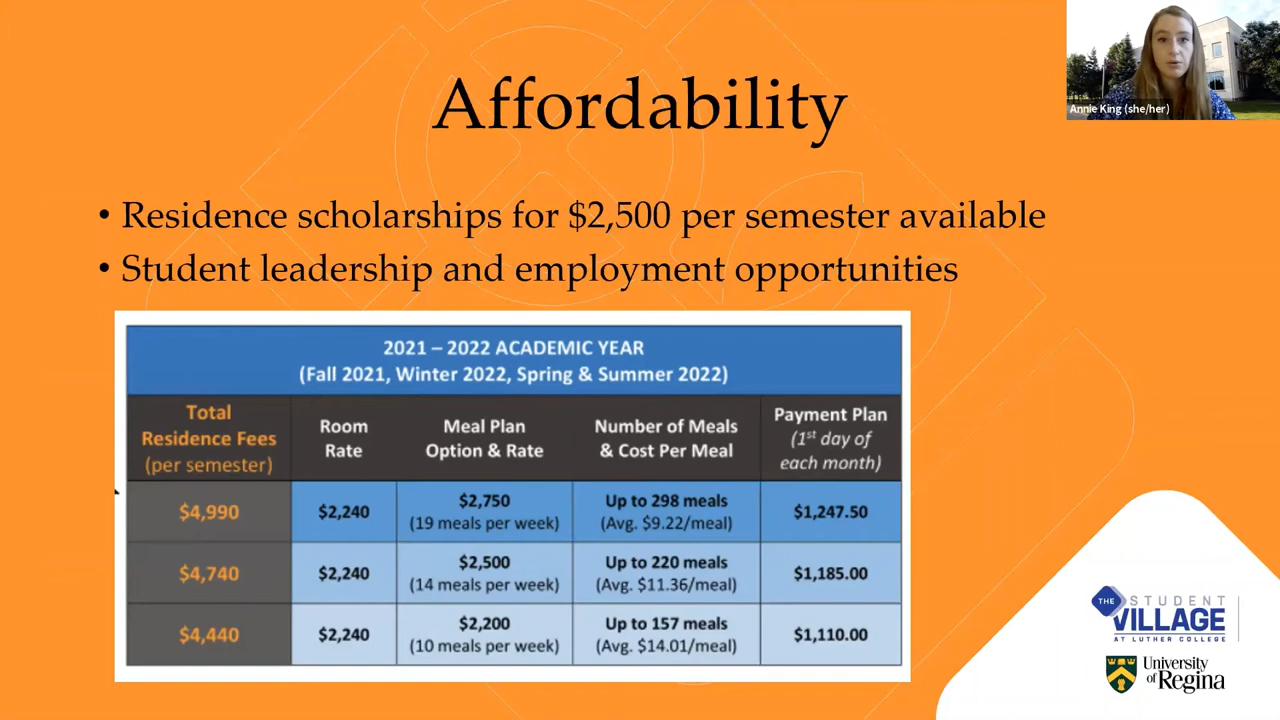 Annie King (she/her)
Affordability
• Residence scholarships for $2,500 per semester available
• Student leadership and employment opportunities
2021 – 2022 ACADEMIC YEAR
(Fall 2021, Winter 2022, Spring & Summer 2022)
Total
Residence Fees
(per semester)
Room
Rate
Meal Plan
Option & Rate
Number of Meals
& Cost Per Meal
Payment Plan
(1st day of
each month)
$4,990
$2,240
$2,750
(19 meals per week)
Up to 298 meals
(Avg. $9.22/meal)
$1,247.50
$4,740
$2,240
$2,500
(14 meals per week)
Up to 220 meals
(Avg. $11.36/meal)
$1,185.00
$4,440
$2,240
$2,200
(10 meals per week)
Up to 157 meals
(Avg. $14.01/meal)
$1,110.00
THE STUDENT
VILLAGE
AT LUTHER COLLEGE
University
of Regina